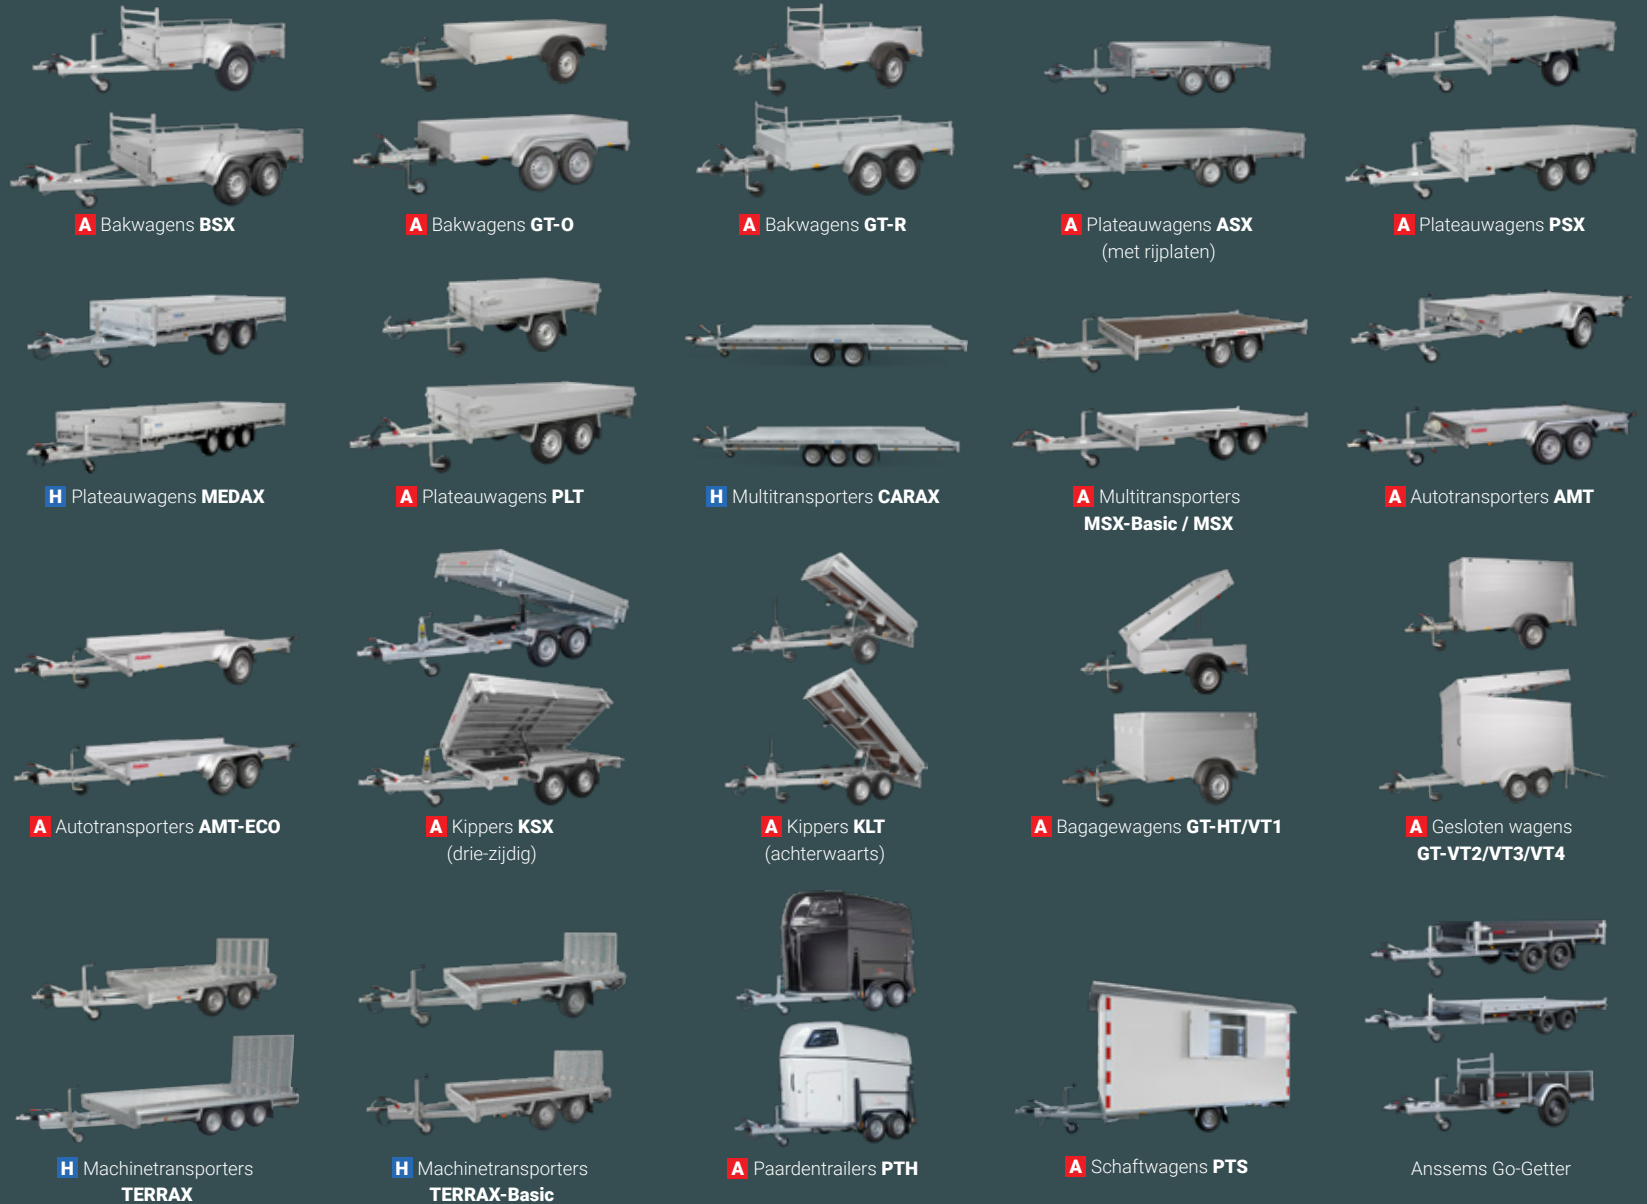 A Bakwagens BSX
A Bakwagens GT-O
A Bakwagens GT-R
A Plateauwagens ASX
(met rijplaten)
A Plateauwagens PSX
H Plateauwagens MEDAX
A Plateauwagens PLT
H Multitransporters CARAX
A Multitransporters
MSX-Basic / MSX
A Autotransporters AMT
A Autotransporters AMT-ECO
A Kippers KSX
(drie-zijdig)
A Kippers KLT
(achterwaarts)
A Bagagewagens GT-HT/VT1
A Gesloten wagens
GT-VT2/VT3/VT4
H Machinetransporters
TERRAX
H Machinetransporters
TERRAX-Basic
A Paardentrailers PTH
A Schaftwagens PTS
Anssems Go-Getter